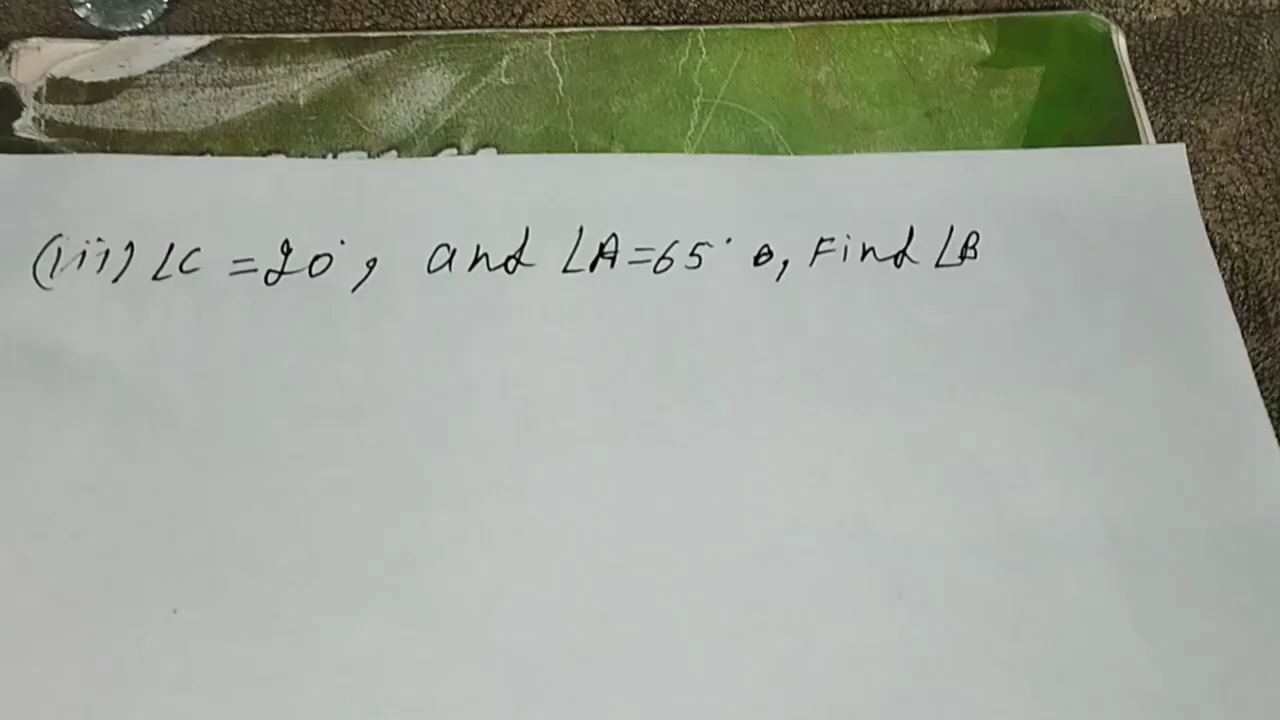 (iii) ∠C = 20°, and ∠A=65° , Find ∠B